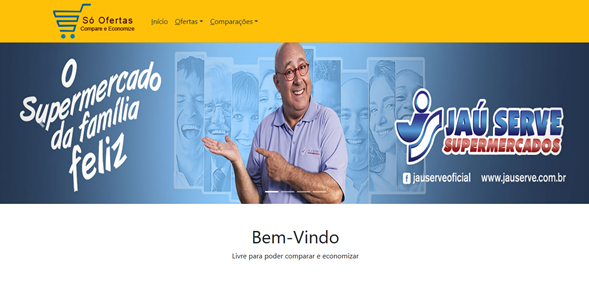 Só Ofertas
Compare e Economize
Início
Ofertas
Comparações
O
Supermercado
da família
feliz
JAÚ SERVE
SUPERMERCADOS
jauserveoficial
www.jauserve.com.br
Bem-Vindo
Livre para poder comparar e economizar